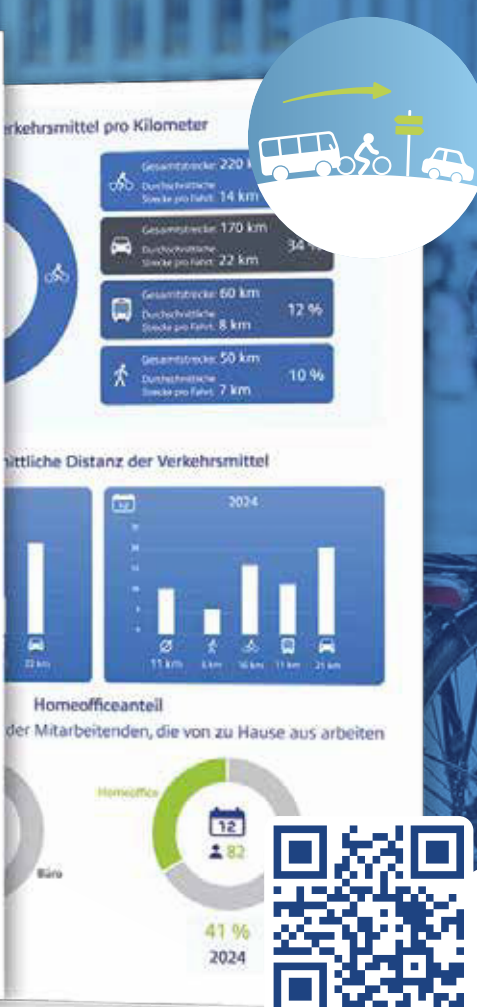 erkehrsmittel pro Kilometer
Gesamtstrecke: 220
Durchschnittliche
Strecke pro Fahrt: 14 km
Gesamtstrecke: 170 km
34 %
Durchschnittliche
Strecke pro Fahrt: 22 km
Gesamtstrecke: 60 km
12 %
Durchschnittliche
Strecke pro Fahrt: 8 km
Gesamtstrecke: 50 km
10 %
Durchschnittliche
Strecke pro Fahrt: 7 km
nittliche Distanz der Verkehrsmittel
12
2024
22 km
Ø
11 km
16 km
11 km
21 km
Homeofficeanteil
der Mitarbeitenden, die von zu Hause aus arbeiten
Homeoffice
12
82
Büro
41 %
2024